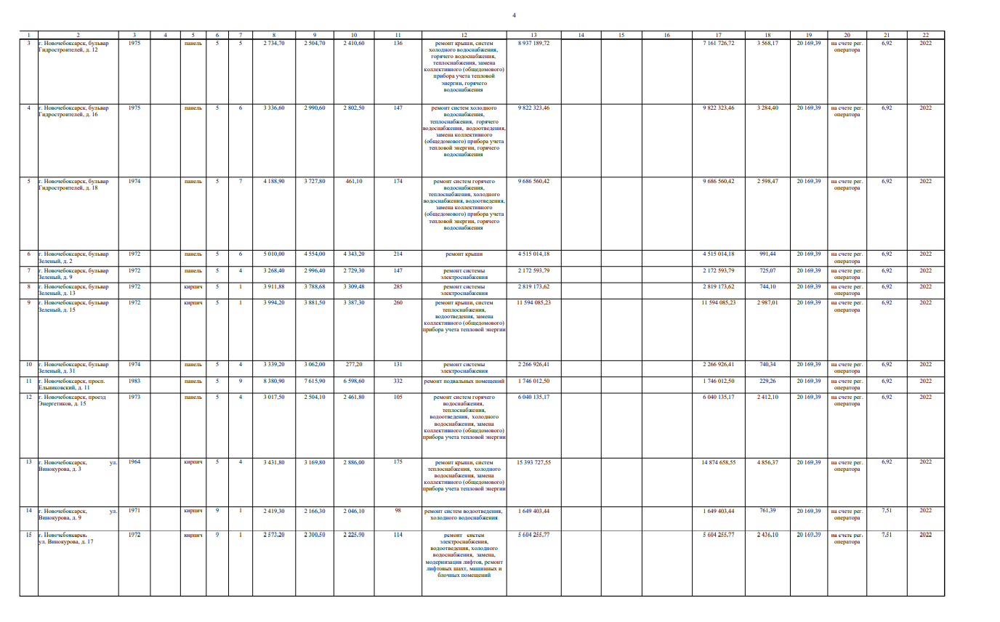 4
1 2 3 4 5 6 7 8 9 10 11 12 13 14 15 16 17 18 19 20 21 22
3 г. Новочебоксарск, бульвар 1975 панель 5 5 2 734,70 2 504,70 2 410,60 136 ремонт крыши, систем 8 937 189,72 7 161 726,72 3 568,17 20 169,39 на счете рег. 6,92 2022
Гидростроителей, д. 12 холодного водоснабжения, оператора
горячего водоснабжения,
теплоснабжения, замена
коллективного (общедомового)
прибора учета тепловой
энергии, горячего
водоснабжения
4 г. Новочебоксарск, бульвар 1975 панель 5 6 3 336,60 2 990,60 2 802,50 147 ремонт систем холодного 9 822 323,46 9 822 323,46 3 284,40 20 169,39 на счете рег. 6,92 2022
Гидростроителей, д. 16 водоснабжения, оператора
теплоснабжения, горячего
водоснабжения, водоотведения,
замена коллективного
(общедомового) прибора учета
тепловой энергии, горячего
водоснабжения
5 г. Новочебоксарск, бульвар 1974 панель 5 7 4 188,90 3 727,80 461,10 174 ремонт систем горячего 9 686 560,42 9 686 560,42 2 598,47 20 169,39 на счете рег. 6,92 2022
Гидростроителей, д. 18 водоснабжения, оператора
теплоснабжения, холодного
водоснабжения, водоотведения,
замена коллективного
(общедомового) прибора учета
тепловой энергии, горячего
водоснабжения
6 г. Новочебоксарск, бульвар 1972 панель 5 6 5 010,00 4 554,00 4 343,20 214 ремонт крыши 4 515 014,18 4 515 014,18 991,44 20 169,39 на счете рег. 6,92 2022
Зеленый, д. 2 оператора
7 г. Новочебоксарск, бульвар 1972 панель 5 4 3 268,40 2 996,40 2 729,30 147 ремонт системы 2 172 593,79 2 172 593,79 725,07 20 169,39 на счете рег. 6,92 2022
Зеленый, д. 9 электроснабжения оператора
8 г. Новочебоксарск, бульвар 1972 кирпич 5 1 3 911,88 3 788,68 3 309,48 285 ремонт системы 2 819 173,62 2 819 173,62 744,10 20 169,39 на счете рег. 6,92 2022
Зеленый, д. 13 электроснабжения оператора
9 г. Новочебоксарск, бульвар 1972 кирпич 5 1 3 994,20 3 881,50 3 387,30 260 ремонт крыши, систем 11 594 085,23 11 594 085,23 2 987,01 20 169,39 на счете рег. 6,92 2022
Зеленый, д. 15 теплоснабжения, оператора
водоотведения, замена
коллективного (общедомового)
прибора учета тепловой энергии
10 г. Новочебоксарск, бульвар 1974 панель 5 4 3 339,20 3 062,00 277,20 131 ремонт системы 2 266 926,41 2 266 926,41 740,34 20 169,39 на счете рег. 6,92 2022
Зеленый, д. 31 электроснабжения оператора
11 г. Новочебоксарск, просп. 1983 панель 5 9 8 380,90 7 615,90 6 598,60 332 ремонт подвальных помещений 1 746 012,50 1 746 012,50 229,26 20 169,39 на счете рег. 6,92 2022
Ельниковский, д. 11 оператора
12 г. Новочебоксарск, проезд 1973 панель 5 4 3 017,50 2 504,10 2 461,80 105 ремонт систем горячего 6 040 135,17 6 040 135,17 2 412,10 20 169,39 на счете рег. 6,92 2022
Энергетиков, д. 15 водоснабжения, оператора
теплоснабжения,
водоотведения, холодного
водоснабжения, замена
коллективного (общедомового)
прибора учета тепловой энергии
13 г. Новочебоксарск, ул. 1964 кирпич 5 4 3 431,80 3 169,80 2 886,00 175 ремонт крыши, систем 15 393 727,55 14 874 658,55 4 856,37 20 169,39 на счете рег. 6,92 2022
Винокурова, д. 3 теплоснабжения, холодного оператора
водоснабжения, замена
коллективного (общедомового)
прибора учета тепловой энергии
14 г. Новочебоксарск, ул. 1971 кирпич 9 1 2 419,30 2 166,30 2 046,10 98 ремонт систем водоотведения, 1 649 403,44 1 649 403,44 761,39 20 169,39 на счете рег. 7,51 2022
Винокурова, д. 9 холодного водоснабжения оператора
15 г. Новочебоксарск, 1972 кирпич 9 1 2 573,20 2 300,50 2 225,90 114 ремонт систем 5 604 255,77 5 604 255,77 2 436,10 20 169,39 на счете рег. 7,51 2022
ул. Винокурова, д. 17 электроснабжения, оператора
водоотведения, холодного
водоснабжения, замена,
модернизация лифтов, ремонт
лифтовых шахт, машинных и
блочных помещений